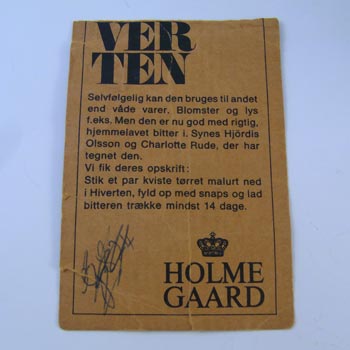 VER
TEN
Selvfølgelig kan den bruges til andet
end våde varer. Blomster og lys
f.eks. Men den er nu god med rigtig,
hjemmelavet bitter i. Synes Hjördis
Olsson og Charlotte Rude, der har
tegnet den.
Vi fik deres opskrift:
Stik et par kviste tørret malurt ned
i Hiverten, fyld op med snaps og lad
bitteren trække mindst 14 dage.
HOLME
GAARD